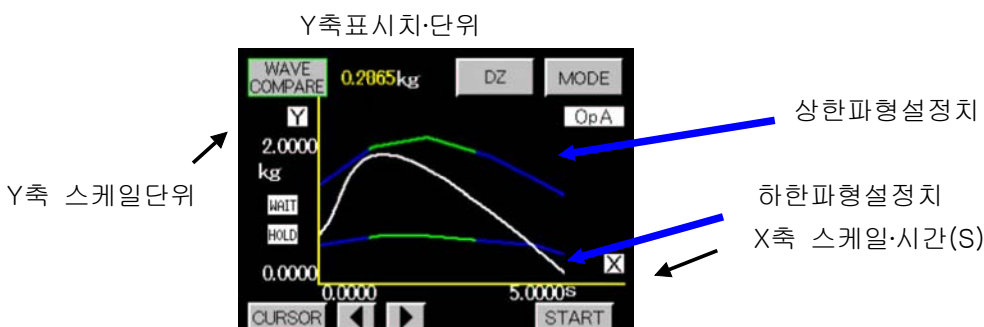 Y축표시치·단위
WAVE COMPARE 0.2865kg DZ MODE
Y OpA
상한파형설정치
2.0000
kg
Y축 스케일단위
WAIT
하한파형설정치
HOLD
X축 스케일·시간(S)
X
0.0000
0.0000 5.0000s
CURSOR START